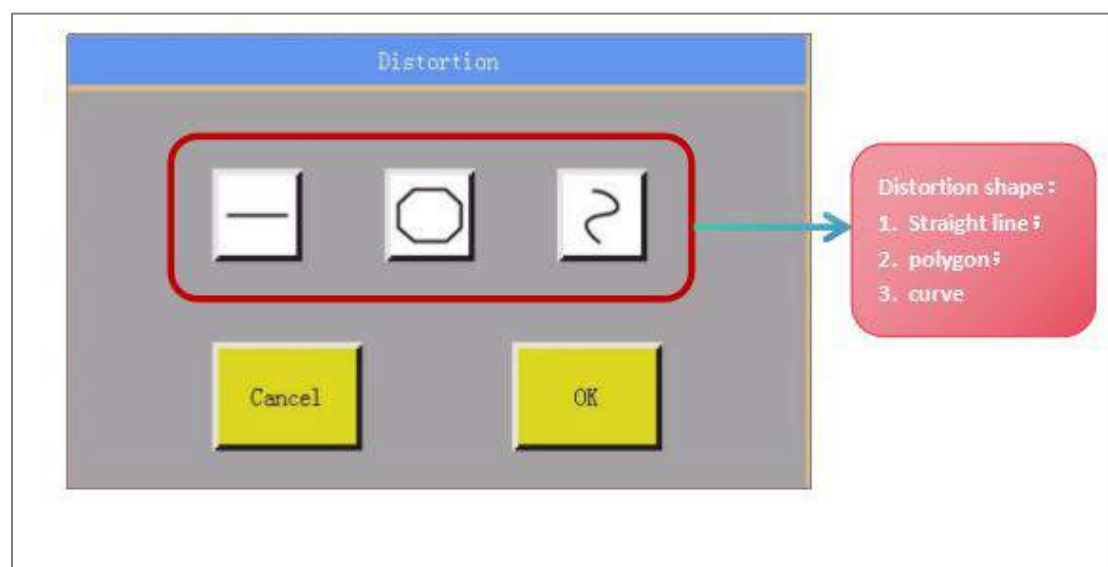 Distortion
Distortion shape：
1. Straight line；
2. polygon；
3. curve
Cancel
OK